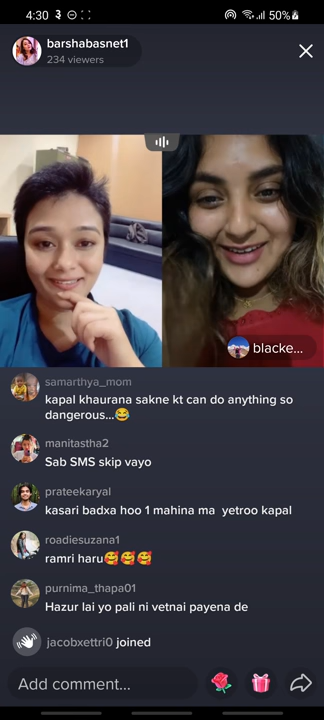 4:30 50%
barshabasnet1
234 viewers
blacke...
samarthya_mom
kapal khaurana sakne kt can do anything so
dangerous...😂
manitastha2
Sab SMS skip vayo
prateekaryal
kasari badxa hoo 1 mahina ma yetroo kapal
roadiesuzana1
ramri haru🥰🥰🥰
purnima_thapa01
Hazur lai yo pali ni vetnai payena de
jacobxettri0 joined
Add comment...